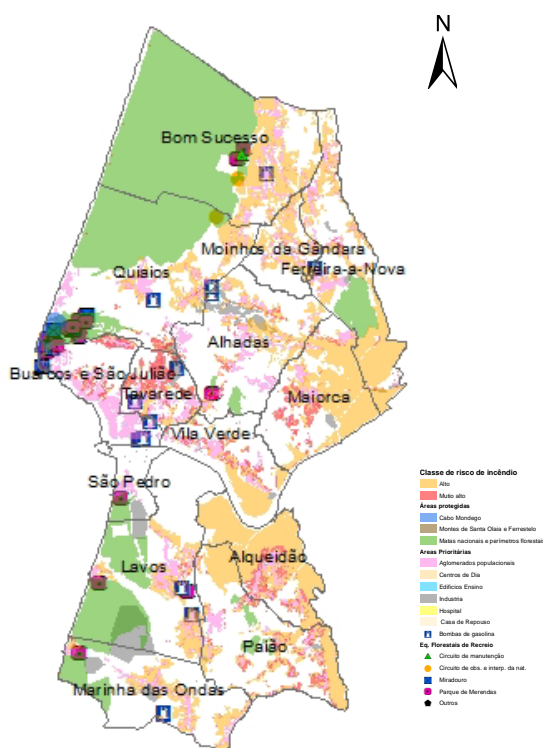 N
Bom Sucesso
Moinhos da Gândara
Ferreira-a-Nova
Quiaios
Alhadas
Buarcos e São Julião
Tavarede
Maiorca
Vila Verde
São Pedro
Alqueidão
Lavos
Paião
Marinha das Ondas
Classe de risco de incêndio
Alto
Mutio alto
Áreas protegidas
Cabo Mondego
Montes de Santa Olaia e Ferrestelo
Matas nacionais e perímetros florestais
Areas Prioritárias
Aglomerados populacionais
Centros de Dia
Edificios Ensino
Industria
Hospital
Casa de Repouso
Bombas de gasolina
Eq. Florestais de Recreio
Circuito de manutenção
Circuito de obs. e interp. da nat.
Miradouro
Parque de Merendas
Outros